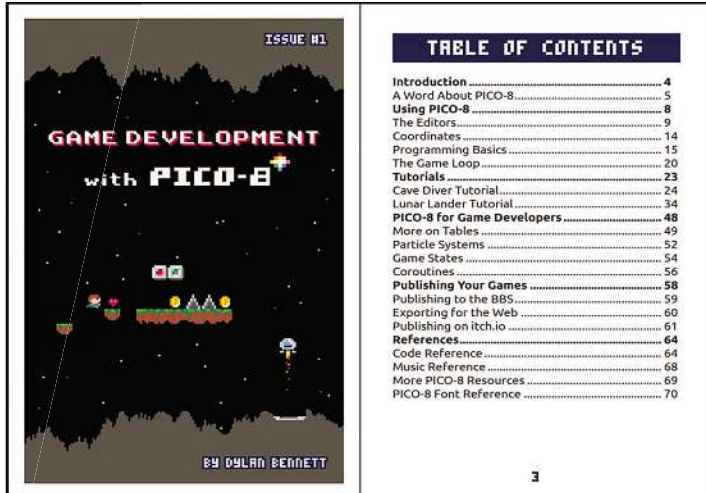 ISSUE #1
GAME DEVELOPMENT
with PICO-8
BY DYLAN BENNETT
TABLE OF CONTENTS
Introduction ........ 4
A Word About PICO-8 ........ 5
Using PICO-8 ........ 8
The Editors ........ 9
Coordinates ........ 14
Programming Basics ........ 15
The Game Loop ........ 20
Tutorials ........ 23
Cave Diver Tutorial ........ 24
Lunar Lander Tutorial ........ 34
PICO-8 for Game Developers ........ 48
More on Tables ........ 49
Particle Systems ........ 52
Game States ........ 54
Coroutines ........ 56
Publishing Your Games ........ 58
Publishing to the BBS ........ 59
Exporting for the Web ........ 60
Publishing on itch.io ........ 61
References ........ 64
Code Reference ........ 64
Music Reference ........ 68
More PICO-8 Resources ........ 69
PICO-8 Font Reference ........ 70
3